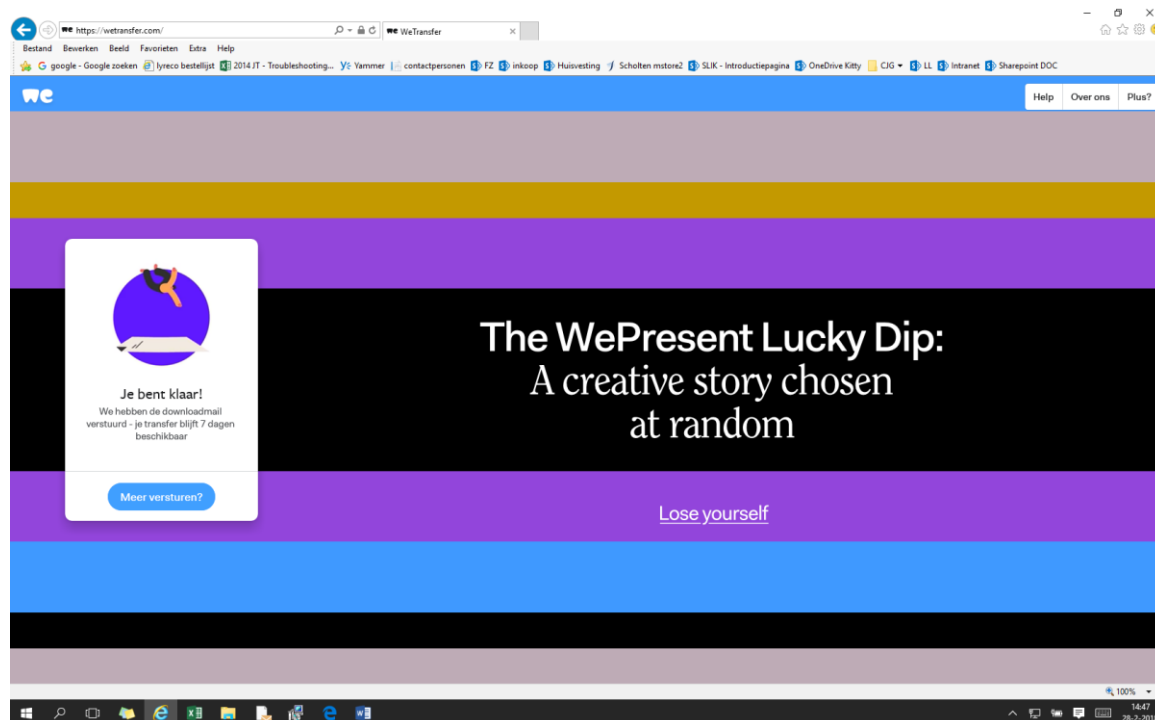 we https://wetransfer.com/
we WeTransfer
Bestand Bewerken Beeld Favorieten Extra Help
G google - Google zoeken lyreco bestellijst 2014 JT - Troubleshooting... Yammer contactpersonen FZ inkoop Huisvesting Scholten mstore2 SLIK - Introductiepagina OneDrive Kitty CJG LL Intranet Sharepoint DOC
we
Help Over ons Plus?
The WePresent Lucky Dip:
A creative story chosen
at random
Lose yourself
Je bent klaar!
We hebben de downloadmail
verstuurd - je transfer blijft 7 dagen
beschikbaar
Meer versturen?
100%
14:47